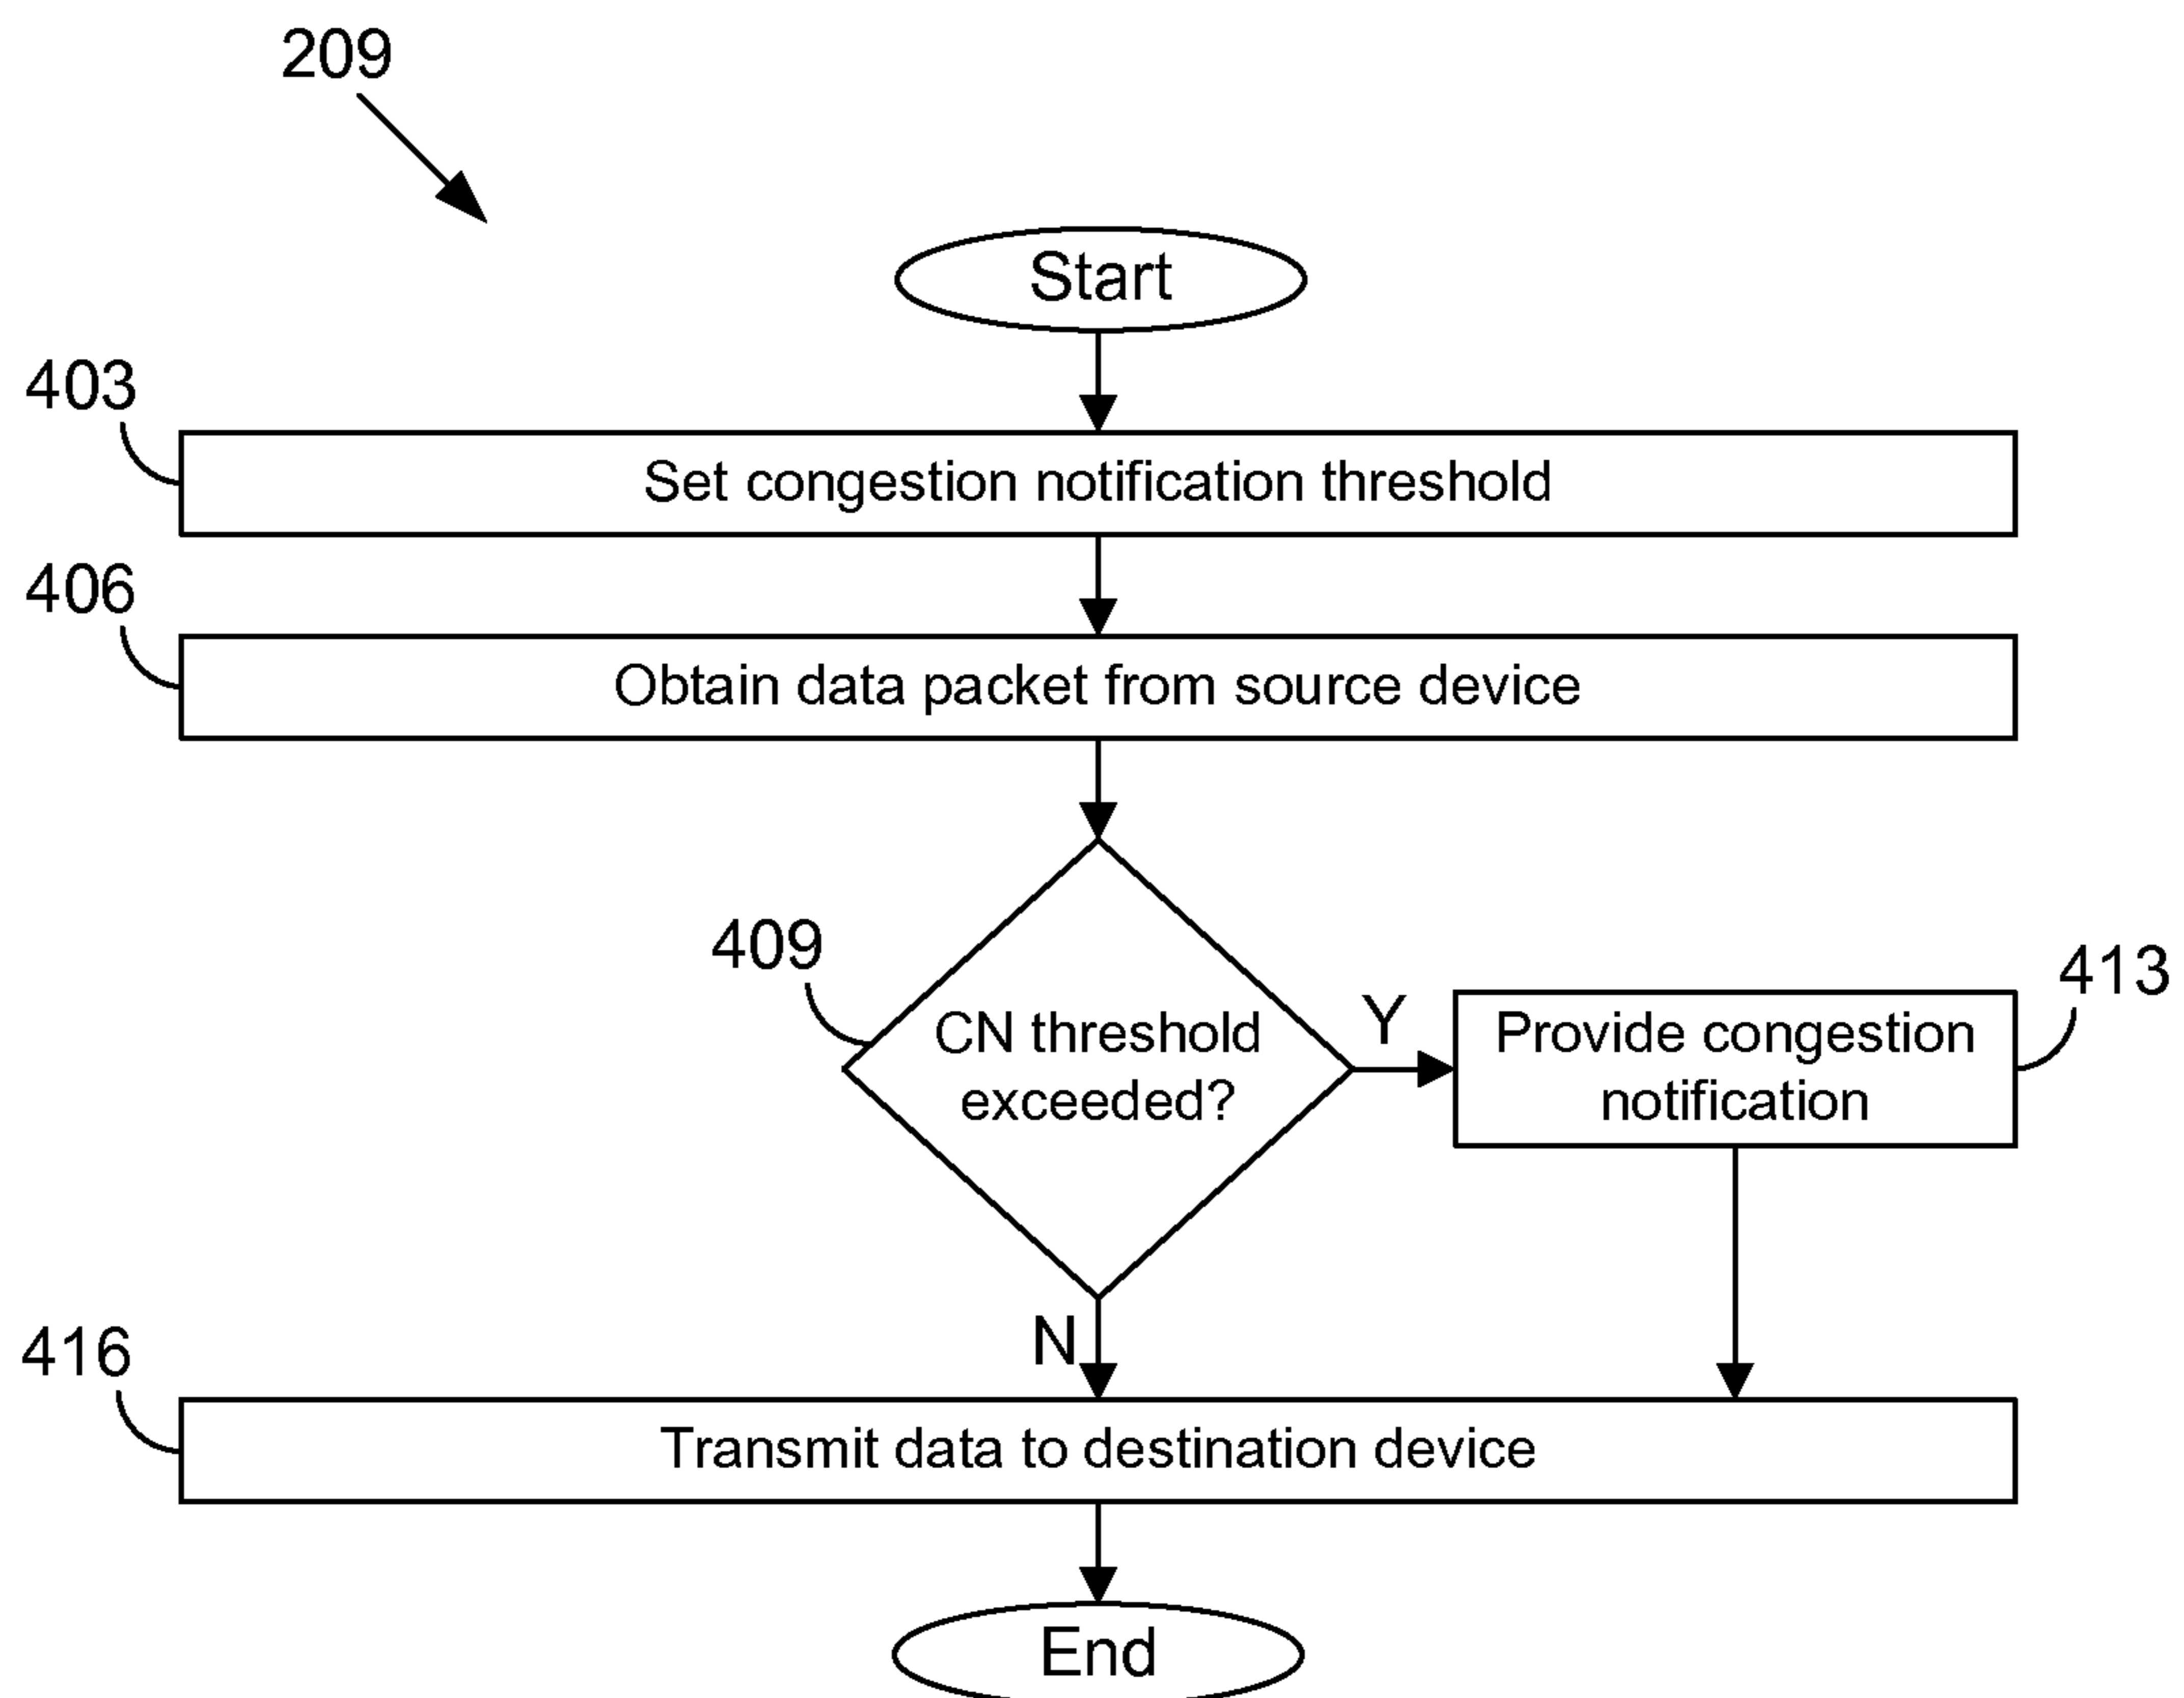 209
Start
403
Set congestion notification threshold
406
Obtain data packet from source device
409
CN threshold
exceeded?
Y
413
Provide congestion
notification
N
416
Transmit data to destination device
End